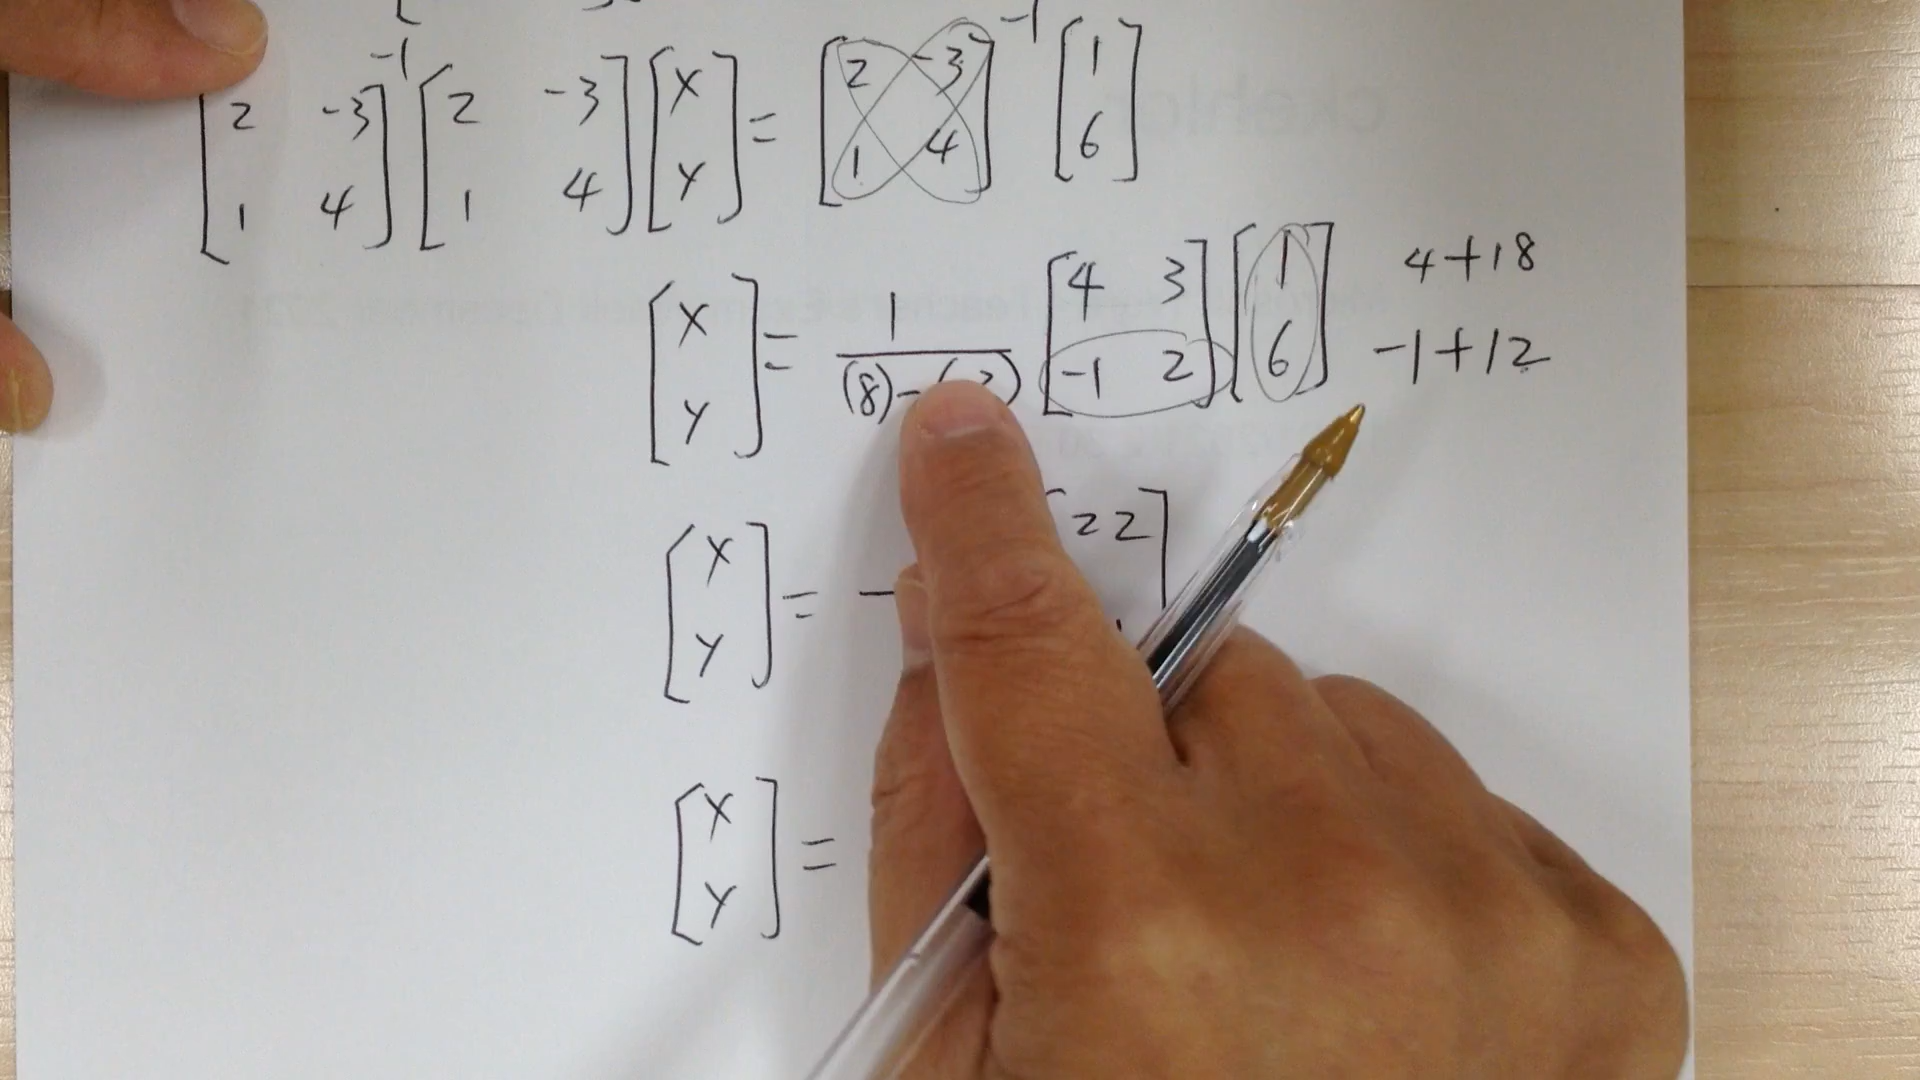 [2 -3; 1 4]⁻¹ [2 -3; 1 4] [x; y] = [2 -3; 1 4]⁻¹ [1; 6]
[x; y] = 1/((8)-( )) [4 3; -1 2] [1; 6] 4+18
-1+12
[x; y] = [22
[x; y] =